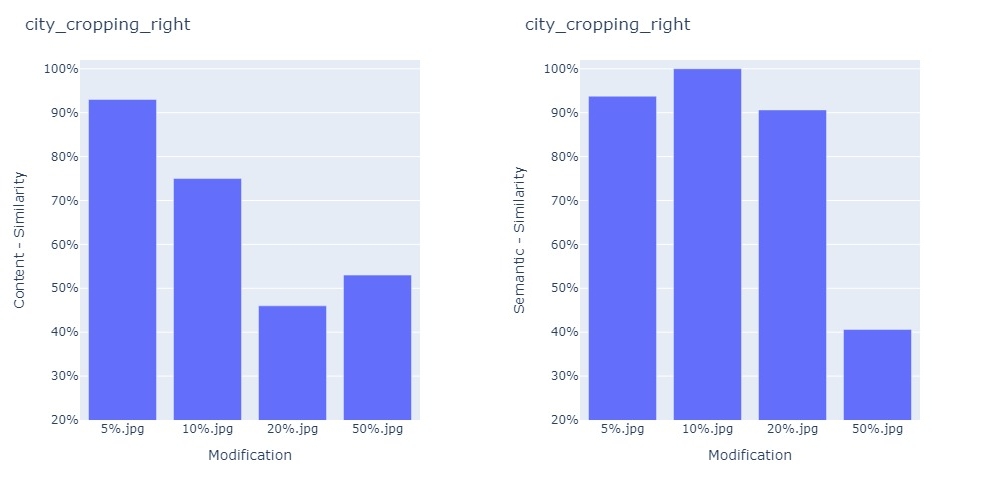 city_cropping_right
100%
90%
80%
70%
60%
50%
40%
30%
20%
Content - Similarity
5%.jpg 10%.jpg 20%.jpg 50%.jpg
Modification
city_cropping_right
100%
90%
80%
70%
60%
50%
40%
30%
20%
Semantic - Similarity
5%.jpg 10%.jpg 20%.jpg 50%.jpg
Modification